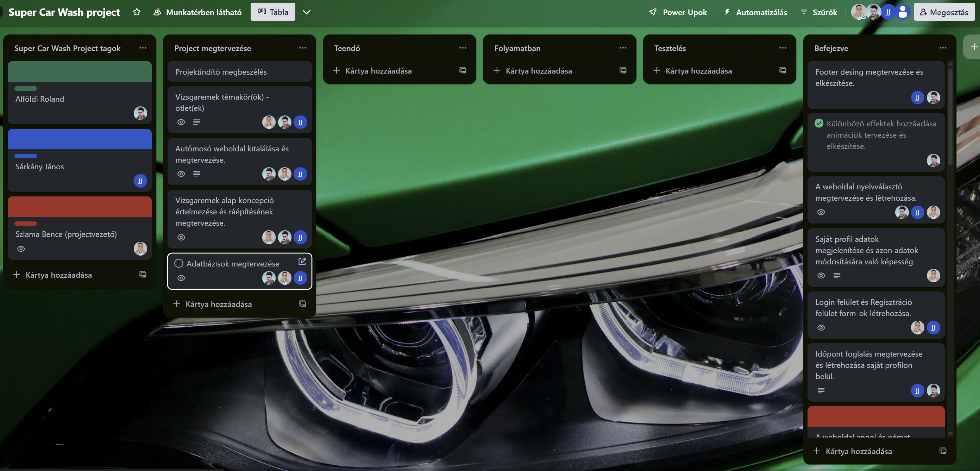 Super Car Wash project
Munkatérben látható
Tábla
Power-Upok
Automatizálás
Szűrők
JJ
Megosztás
Super Car Wash Project tagok
Alföldi Roland
Sárkány János
JJ
Szlama Bence (projectvezető)
Kártya hozzáadása
Project megtervezése
Projektindító megbeszélés
Vizsgaremek témakör(ök) -
ötlet(ek)
JJ
Autómosó weboldal kitalálása és
megtervezése.
JJ
Vizsgaremek alap koncepció
értelmezése és ráépítésének
megtervezése.
JJ
Adatbázisok megtervezése
JJ
Kártya hozzáadása
Teendő
Kártya hozzáadása
Folyamatban
Kártya hozzáadása
Tesztelés
Kártya hozzáadása
Befejezve
Footer desing megtervezése és
elkészítése.
JJ
Különböző effektek hozzáadása
animációk tervezése és
elkészítése.
A weboldal nyelvválasztó
megtervezése és létrehozása.
JJ
Saját profil adatok
megjelenítése és azon adatok
módosítására való képesség
Login felület és Regisztráció
felület form-ok létrehozása.
JJ
Időpont foglalás megtervezése
és létrehozása saját profilon
belül.
JJ
A weboldal angol és német
Kártya hozzáadása